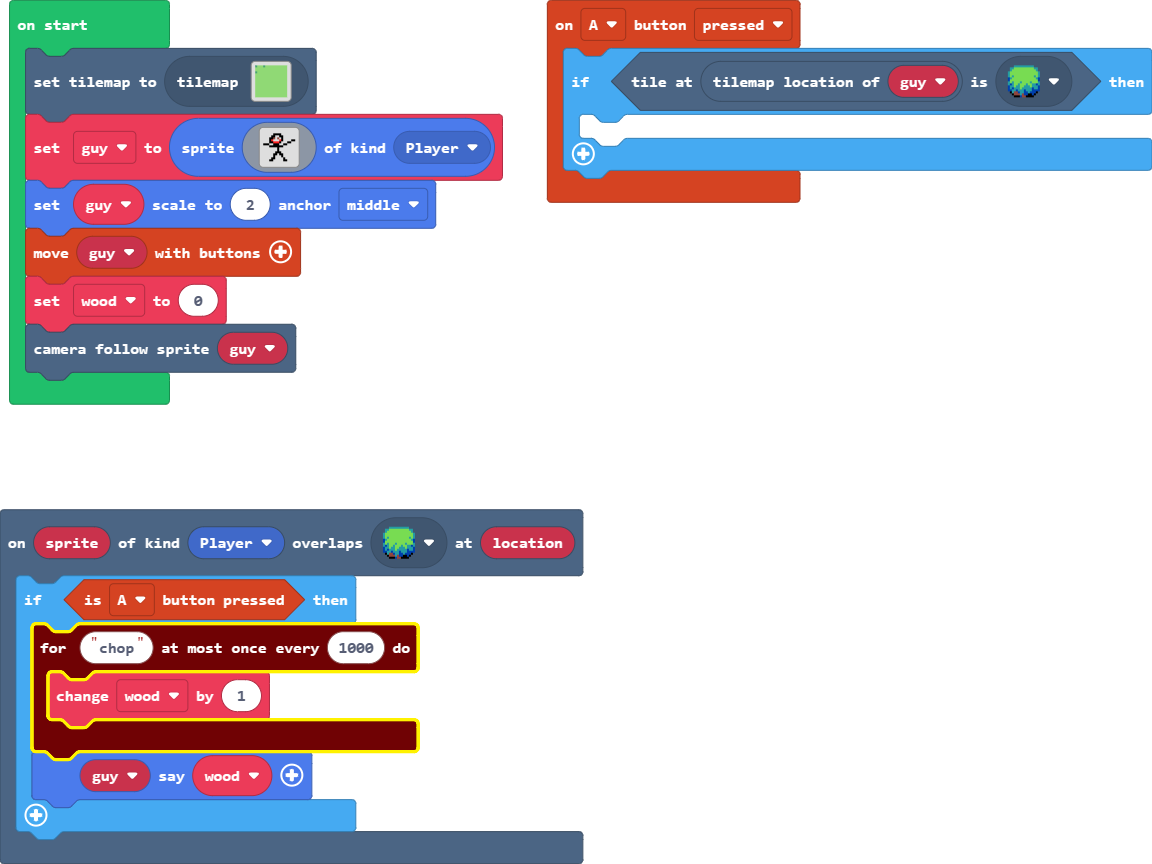 on start
set tilemap to tilemap
set guy to sprite of kind Player
set guy scale to 2 anchor middle
move guy with buttons
set wood to 0
camera follow sprite guy
on A button pressed
if tile at tilemap location of guy is then
on sprite of kind Player overlaps at location
if is A button pressed then
for "chop" at most once every 1000 do
change wood by 1
guy say wood